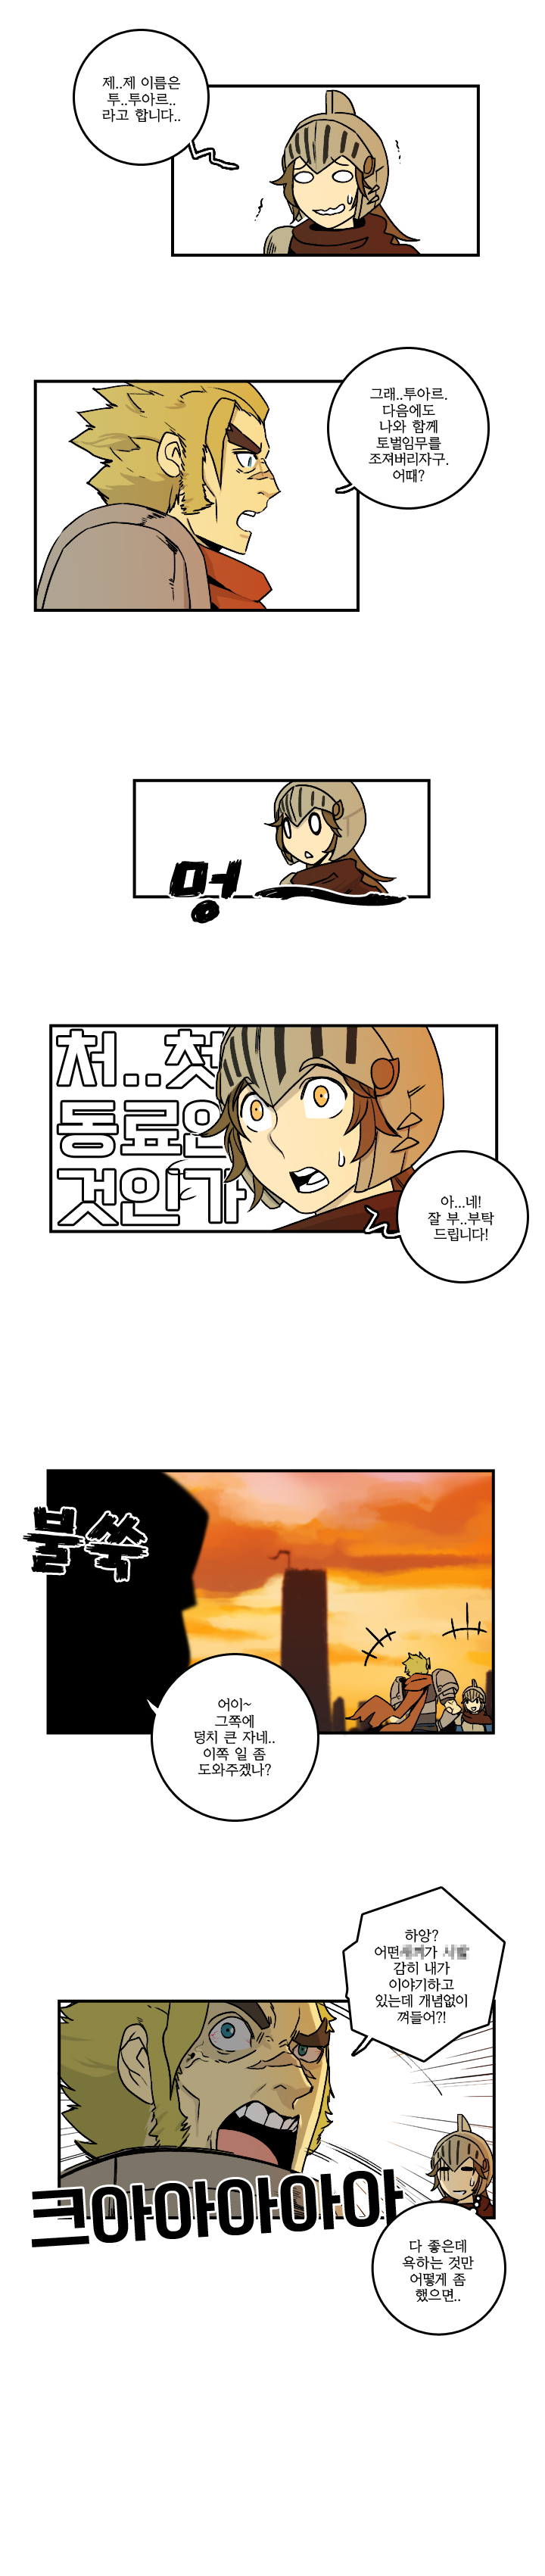 제..제 이름은
투..투아르..
라고 합니다..
그래..투아르.
다음에도
나와 함께
토벌임무를
조져버리자구.
어때?
멍
처..첫
동료인
것인가
아...네!
잘 부..부탁
드립니다!
불쑥
어이~
그쪽에
덩치 큰 자네..
이쪽 일 좀
도와주겠나?
하앙?
어떤 가
감히 내가
이야기하고
있는데 개념없이
껴들어?!
크아아아아아
다 좋은데
욕하는 것만
어떻게 좀
했으면..